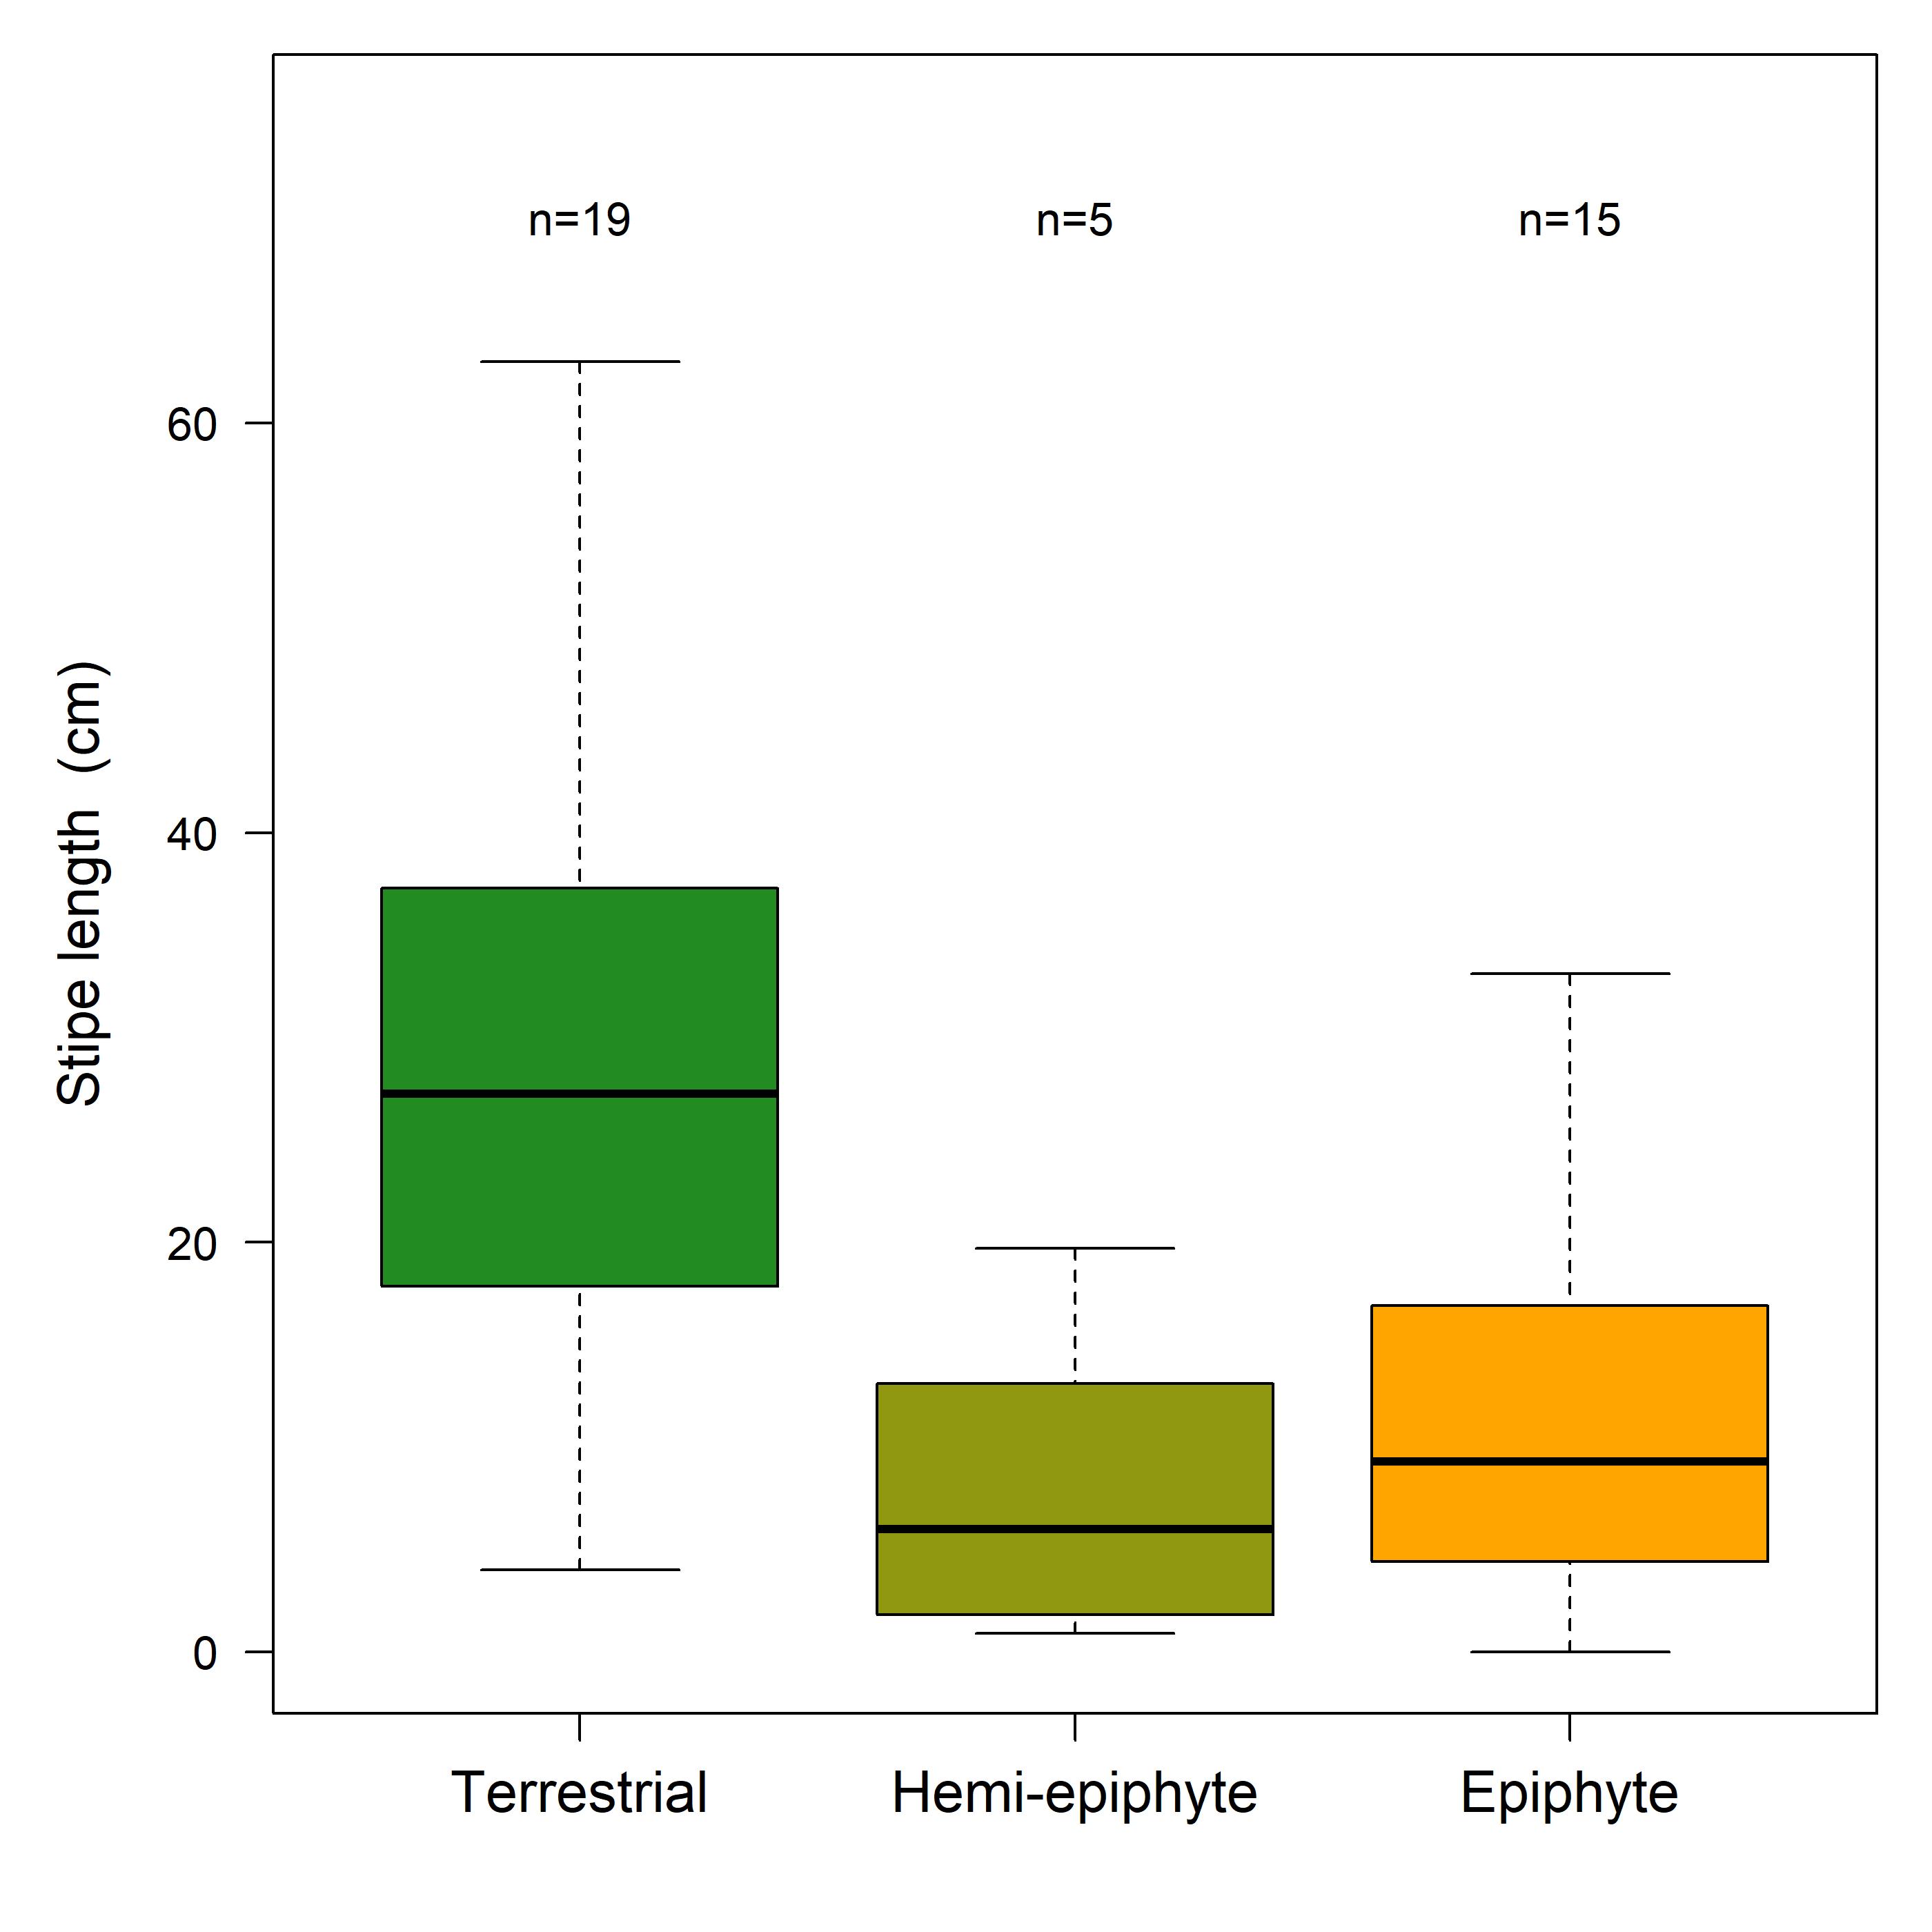 n=19 n=5 n=15
60
40
20
0
Stipe length (cm)
Terrestrial Hemi-epiphyte Epiphyte